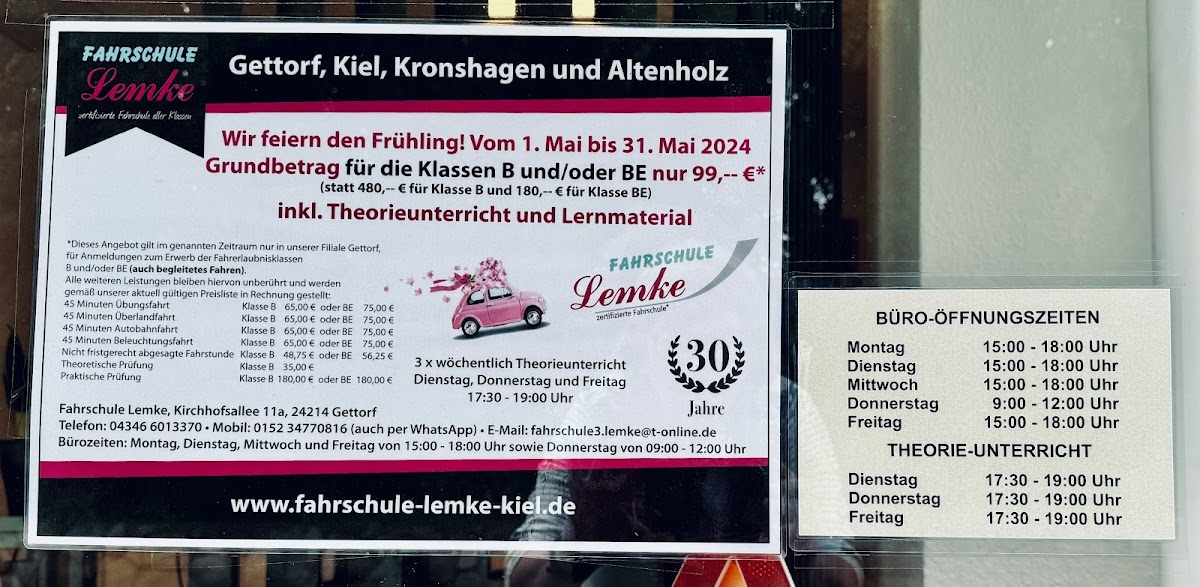 FAHRSCHULE
Lemke
zertifizierte Fahrschule aller Klassen
Gettorf, Kiel, Kronshagen und Altenholz
Wir feiern den Frühling! Vom 1. Mai bis 31. Mai 2024
Grundbetrag für die Klassen B und/oder BE nur 99,-- €*
(statt 480,-- € für Klasse B und 180,-- € für Klasse BE)
inkl. Theorieunterricht und Lernmaterial
*Dieses Angebot gilt im genannten Zeitraum nur in unserer Filiale Gettorf,
für Anmeldungen zum Erwerb der Fahrerlaubnisklassen
B und/oder BE (auch begleitetes Fahren).
Alle weiteren Leistungen bleiben hiervon unberührt und werden
gemäß unserer aktuell gültigen Preisliste in Rechnung gestellt:
45 Minuten Übungsfahrt Klasse B 65,00 € oder BE 75,00 €
45 Minuten Überlandfahrt Klasse B 65,00 € oder BE 75,00 €
45 Minuten Autobahnfahrt Klasse B 65,00 € oder BE 75,00 €
45 Minuten Beleuchtungsfahrt Klasse B 65,00 € oder BE 75,00 €
Nicht fristgerecht abgesagte Fahrstunde Klasse B 48,75 € oder BE 56,25 €
Theoretische Prüfung Klasse B 35,00 €
Praktische Prüfung Klasse B 180,00 € oder BE 180,00 €
FAHRSCHULE
Lemke
zertifizierte Fahrschule*
3 x wöchentlich Theorieunterricht
Dienstag, Donnerstag und Freitag
17:30 - 19:00 Uhr
30
Jahre
Fahrschule Lemke, Kirchhofsallee 11a, 24214 Gettorf
Telefon: 04346 6013370 • Mobil: 0152 34770816 (auch per WhatsApp) • E-Mail: fahrschule3.lemke@t-online.de
Bürozeiten: Montag, Dienstag, Mittwoch und Freitag von 15:00 - 18:00 Uhr sowie Donnerstag von 09:00 - 12:00 Uhr
www.fahrschule-lemke-kiel.de
BÜRO-ÖFFNUNGSZEITEN
Montag 15:00 - 18:00 Uhr
Dienstag 15:00 - 18:00 Uhr
Mittwoch 15:00 - 18:00 Uhr
Donnerstag 9:00 - 12:00 Uhr
Freitag 15:00 - 18:00 Uhr
THEORIE-UNTERRICHT
Dienstag 17:30 - 19:00 Uhr
Donnerstag 17:30 - 19:00 Uhr
Freitag 17:30 - 19:00 Uhr